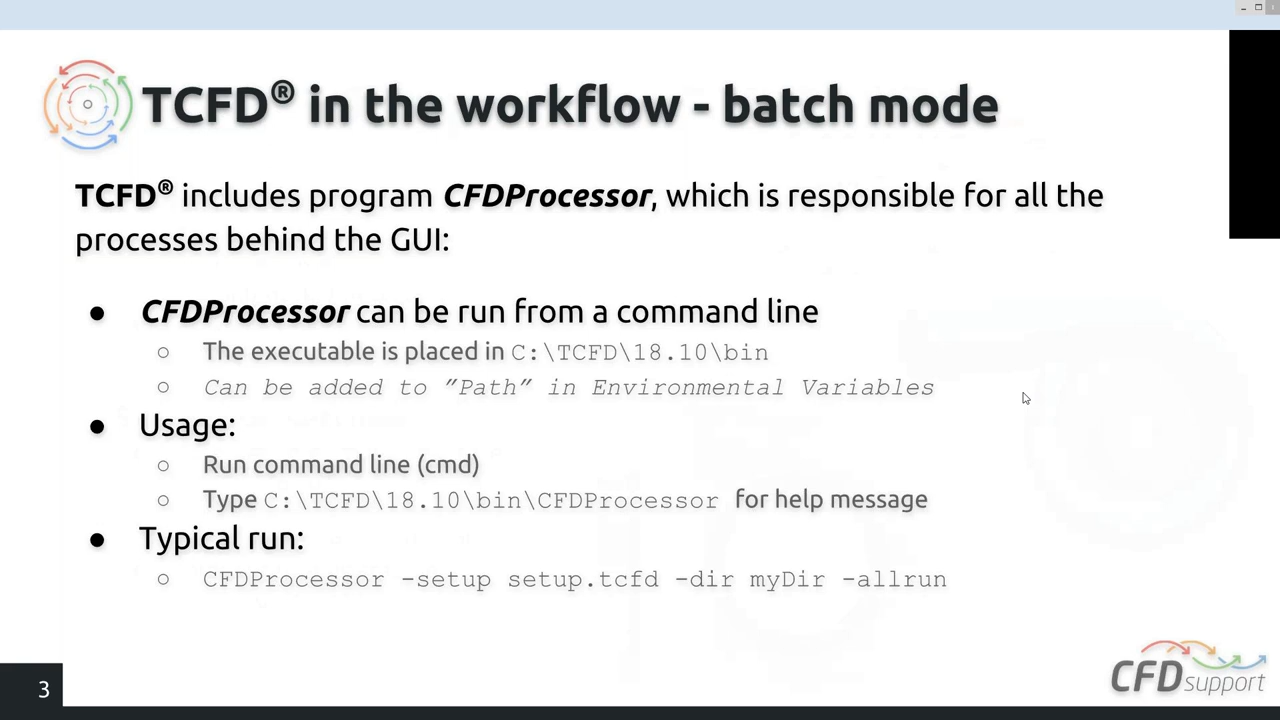 TCFD® in the workflow - batch mode
TCFD® includes program CFDProcessor, which is responsible for all the
processes behind the GUI:
● CFDProcessor can be run from a command line
○ The executable is placed in C:\TCFD\18.10\bin
○ Can be added to ”Path” in Environmental Variables
● Usage:
○ Run command line (cmd)
○ Type C:\TCFD\18.10\bin\CFDProcessor for help message
● Typical run:
○ CFDProcessor -setup setup.tcfd -dir myDir -allrun
3
CFDsupport